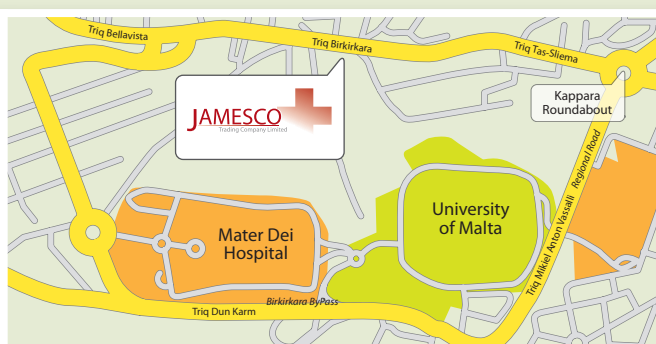 Triq Bellavista
Triq Birkirkara
Triq Tas-Sliema
JAMESCO
Trading Company Limited
Kappara
Roundabout
Regional Road
Triq Mikiel Anton Vassalli
University
of Malta
Mater Dei
Hospital
Birkirkara ByPass
Triq Dun Karm